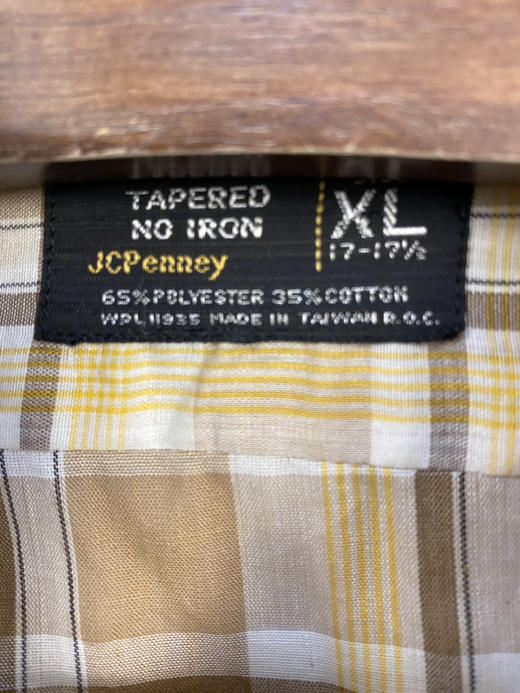 TAPERED
NO IRON
JCPenney
XL
17-17½
65% POLYESTER 35% COTTON
WPL 11935 MADE IN TAIWAN R.O.C.